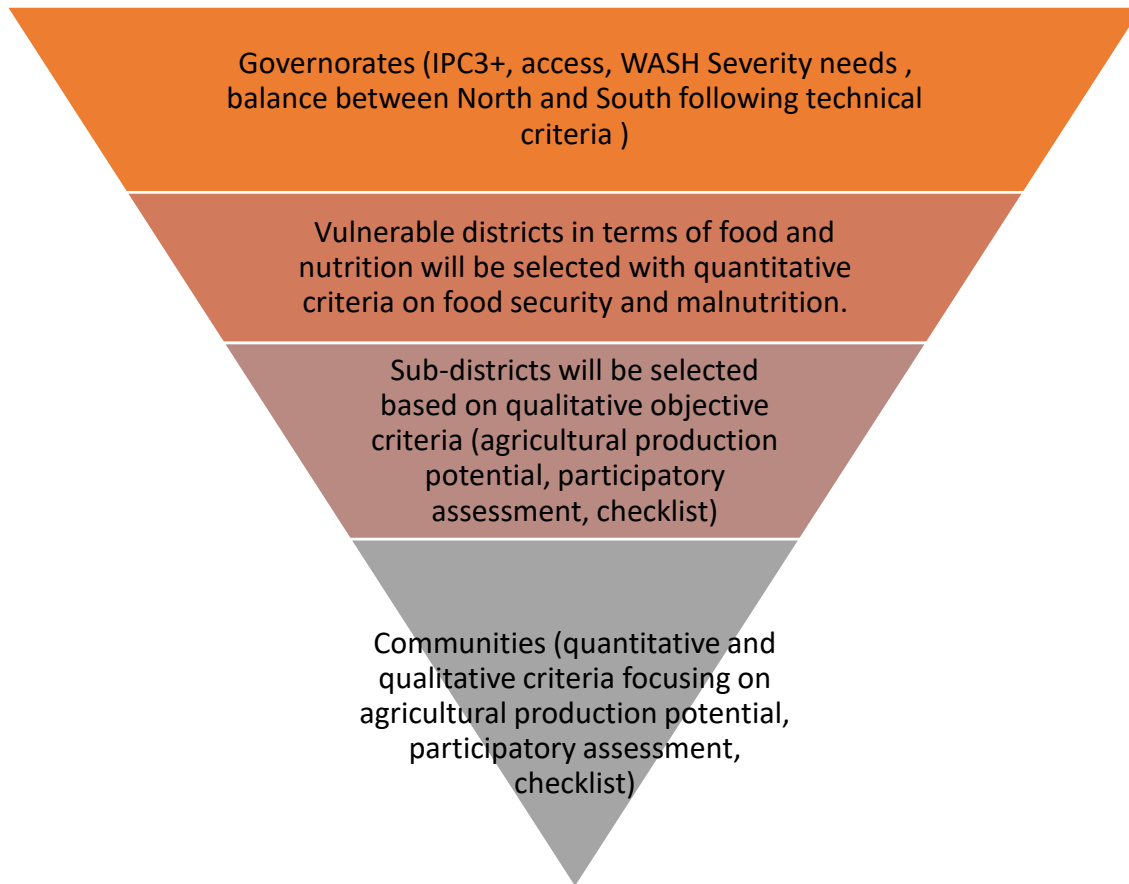 Governorates (IPC3+, access, WASH Severity needs ,
balance between North and South following technical
criteria )
Vulnerable districts in terms of food and
nutrition will be selected with quantitative
criteria on food security and malnutrition.
Sub-districts will be selected
based on qualitative objective
criteria (agricultural production
potential, participatory
assessment, checklist)
Communities (quantitative and
qualitative criteria focusing on
agricultural production potential,
participatory assessment,
checklist)